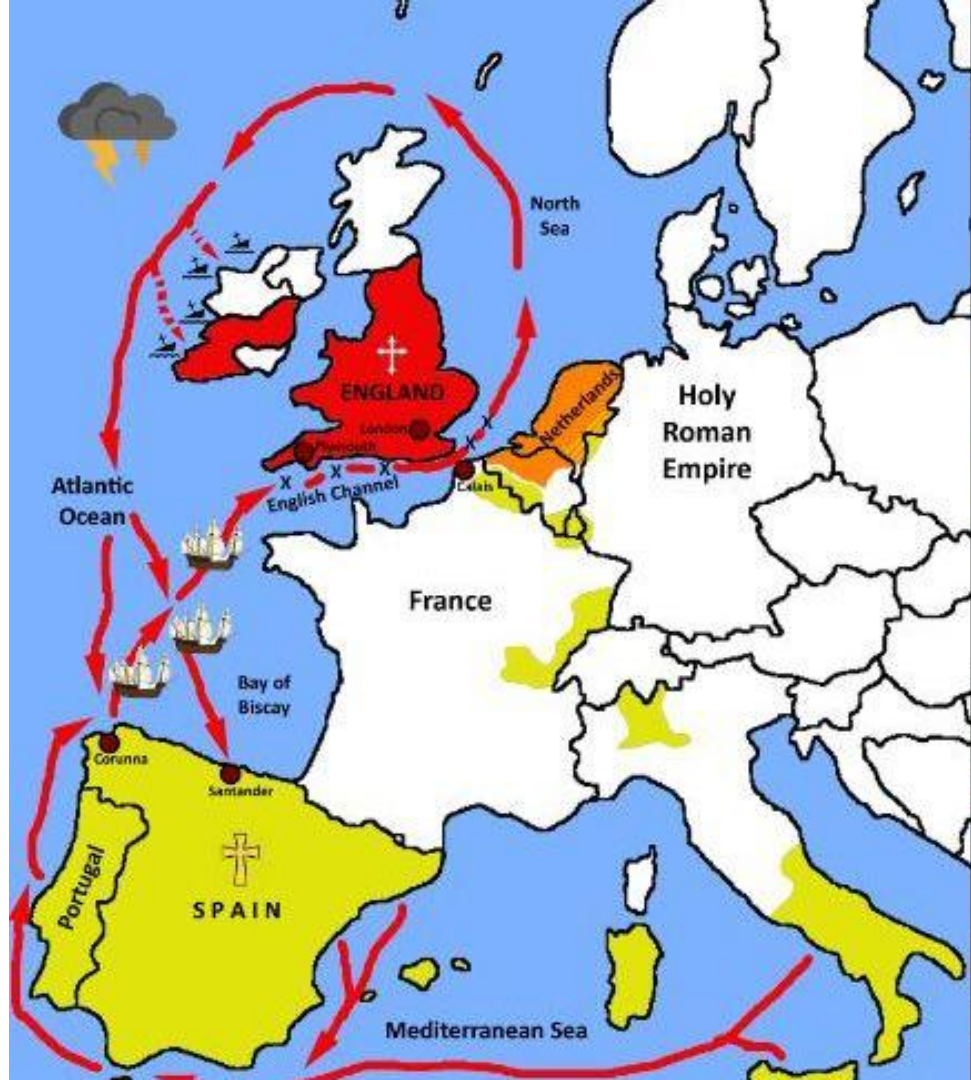 North
Sea
ENGLAND
London
Plymouth
Netherlands
Holy
Roman
Empire
Calais
English Channel
Atlantic
Ocean
France
Bay of
Biscay
Corunna
Santander
Portugal
SPAIN
Mediterranean Sea